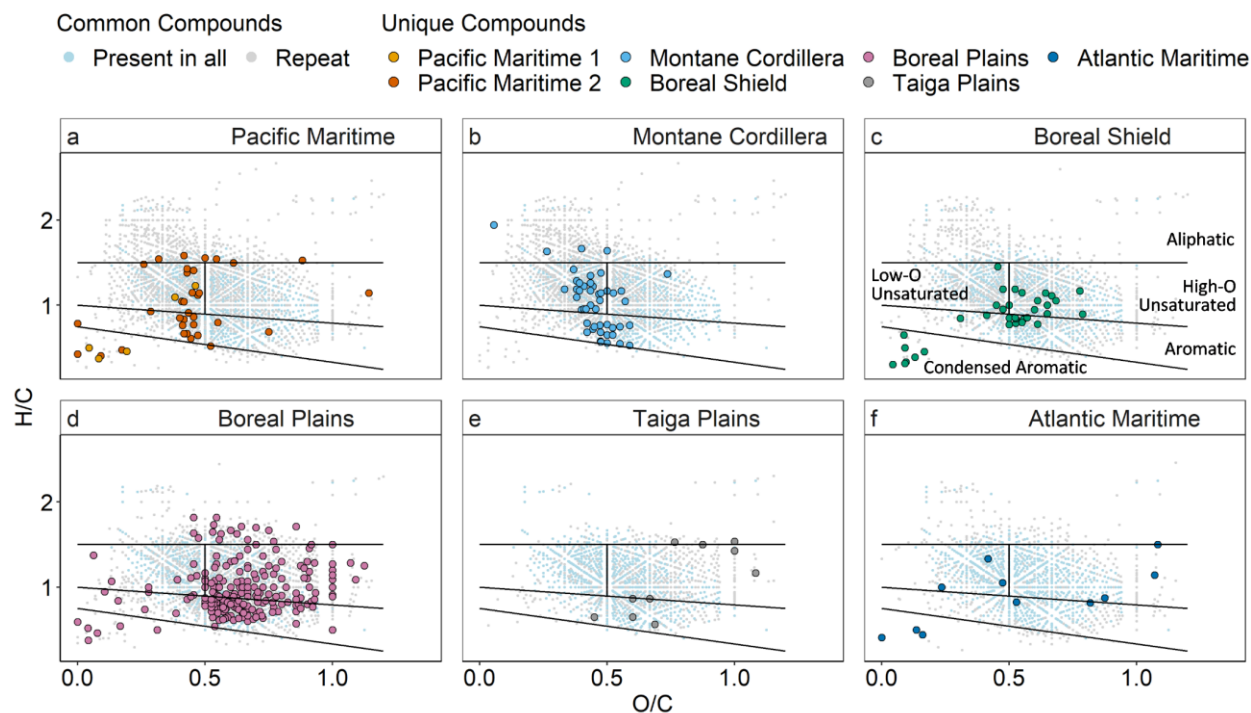 Common Compounds
Unique Compounds
Present in all
Repeat
Pacific Maritime 1
Montane Cordillera
Boreal Plains
Atlantic Maritime
Pacific Maritime 2
Boreal Shield
Taiga Plains
a
Pacific Maritime
b
Montane Cordillera
c
Boreal Shield
2
1
Aliphatic
Low-O
Unsaturated
High-O
Unsaturated
Aromatic
Condensed Aromatic
H/C
d
Boreal Plains
e
Taiga Plains
f
Atlantic Maritime
2
1
0.0
0.5
1.0
0.0
0.5
1.0
0.0
0.5
1.0
O/C